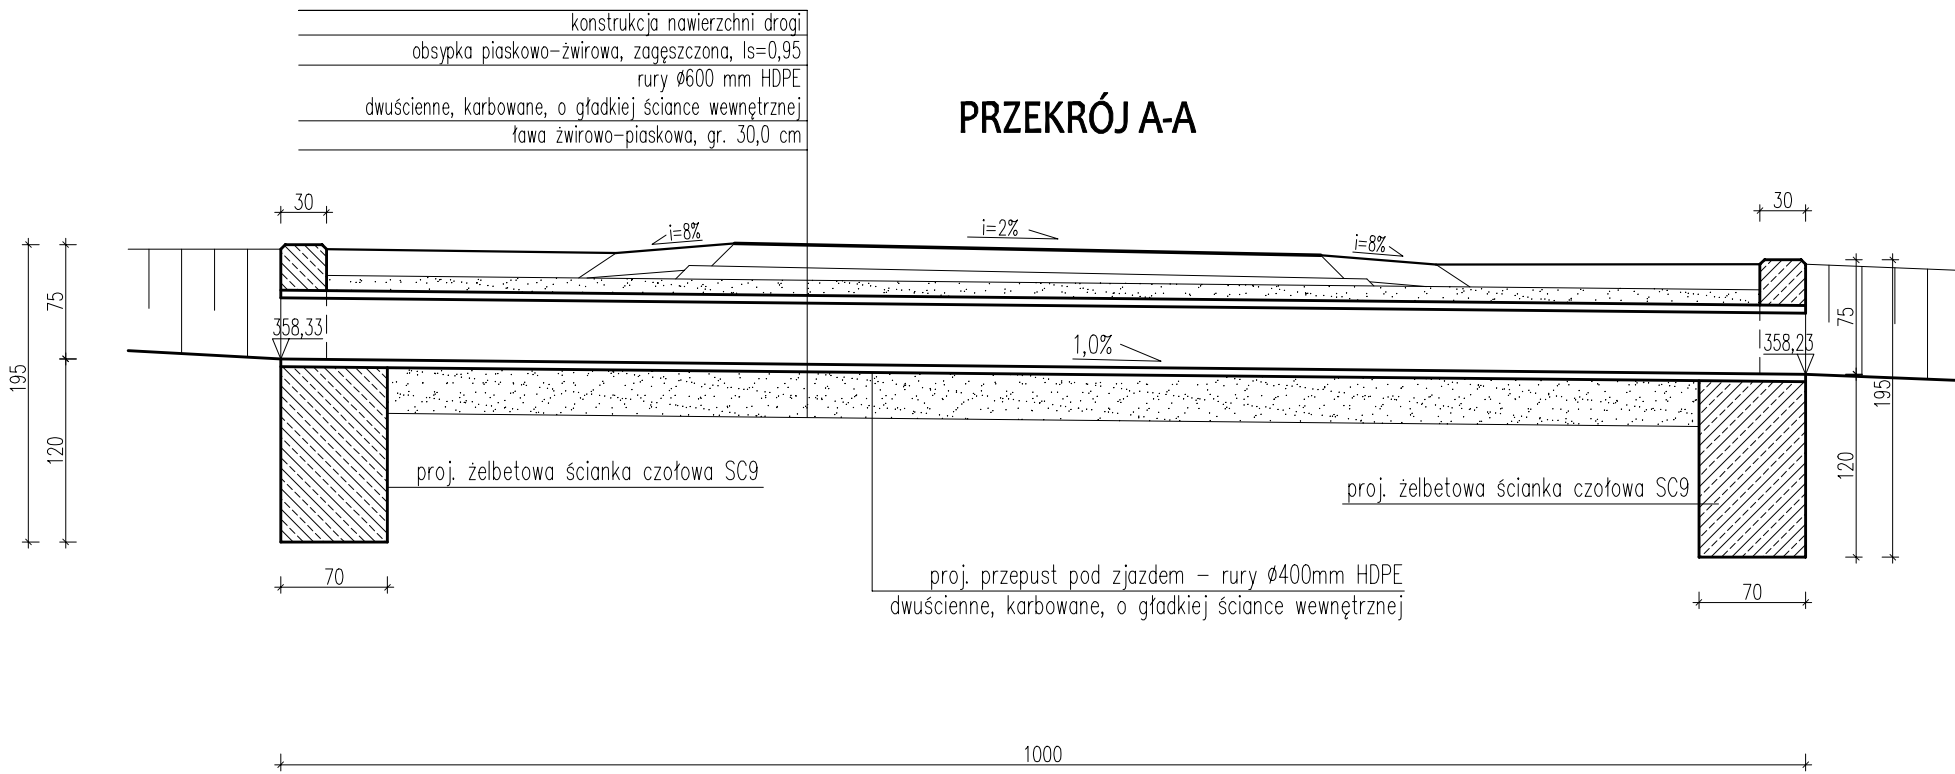 konstrukcja nawierzchni drogi
obsypka piaskowo-żwirowa, zagęszczona, Is=0,95
rury Ø600 mm HDPE
dwuścienne, karbowane, o gładkiej ściance wewnętrznej
ława żwirowo-piaskowa, gr. 30,0 cm
PRZEKRÓJ A-A
30
30
i=8%
i=2%
i=8%
75
195
120
358,33
1,0%
358,23
75
195
120
proj. żelbetowa ścianka czołowa SC9
proj. żelbetowa ścianka czołowa SC9
70
proj. przepust pod zjazdem – rury Ø400mm HDPE
dwuścienne, karbowane, o gładkiej ściance wewnętrznej
70
1000